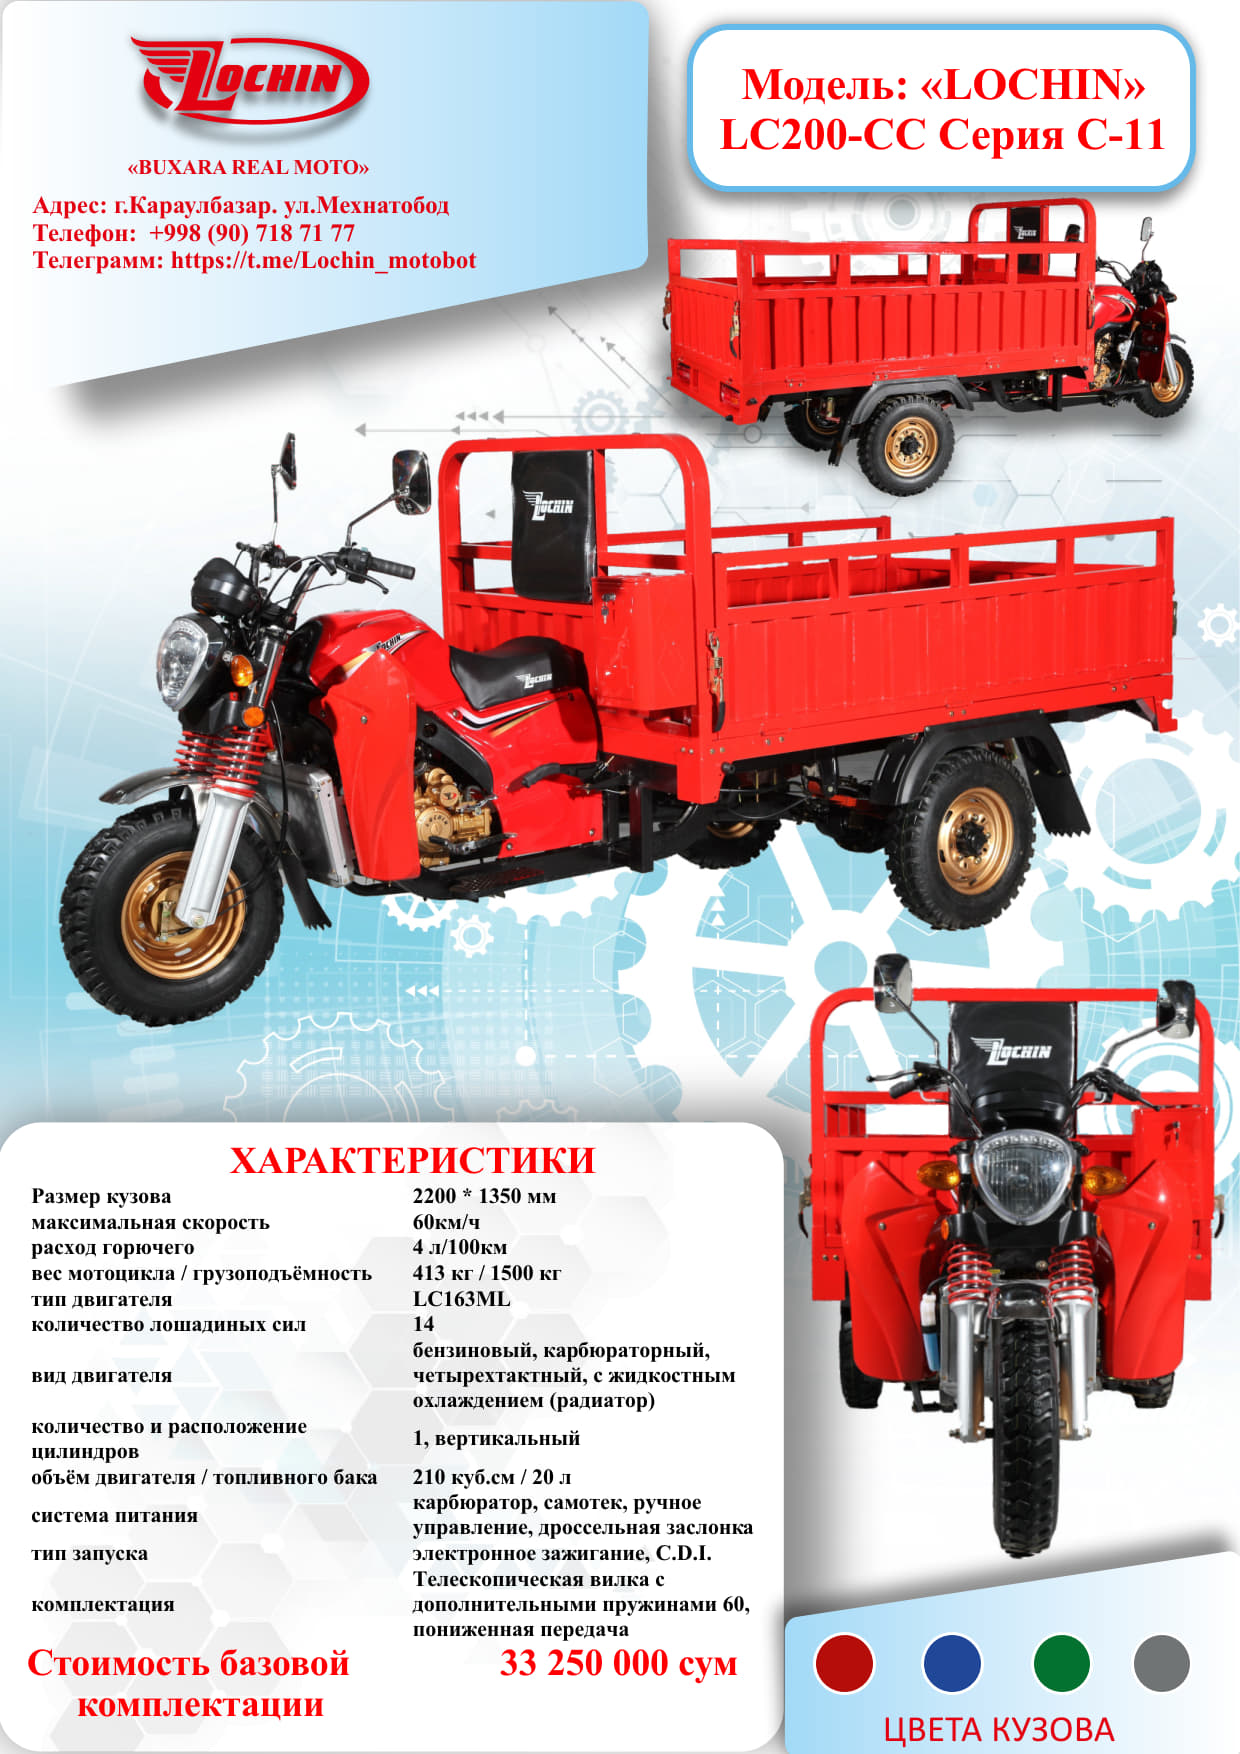 LOCHIN
«BUXARA REAL MOTO»
Адрес: г.Караулбазар. ул.Мехнатобод
Телефон: +998 (90) 718 71 77
Телеграмм: https://t.me/Lochin_motobot
Модель: «LOCHIN»
LC200-CC Серия С-11
LOCHIN
LOCHIN
LOCHIN
LOCHIN
LOCHIN
ХАРАКТЕРИСТИКИ
Размер кузова 2200 * 1350 мм
максимальная скорость 60км/ч
расход горючего 4 л/100км
вес мотоцикла / грузоподъёмность 413 кг / 1500 кг
тип двигателя LC163ML
количество лошадиных сил 14
вид двигателя бензиновый, карбюраторный,
четырехтактный, с жидкостным
охлаждением (радиатор)
количество и расположение
цилиндров 1, вертикальный
объём двигателя / топливного бака 210 куб.см / 20 л
система питания карбюратор, самотек, ручное
управление, дроссельная заслонка
тип запуска электронное зажигание, C.D.I.
комплектация Телескопическая вилка с
дополнительными пружинами 60,
пониженная передача
Стоимость базовой 33 250 000 сум
комплектации
ЦВЕТА КУЗОВА